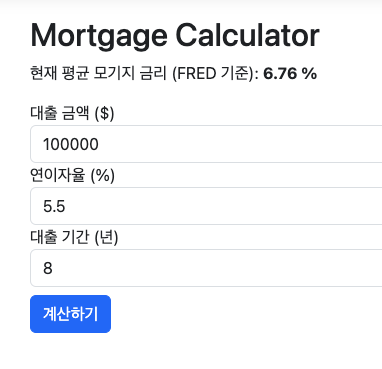 Mortgage Calculator
현재 평균 모기지 금리 (FRED 기준): 6.76 %
대출 금액 ($)
100000
연이자율 (%)
5.5
대출 기간 (년)
8
계산하기